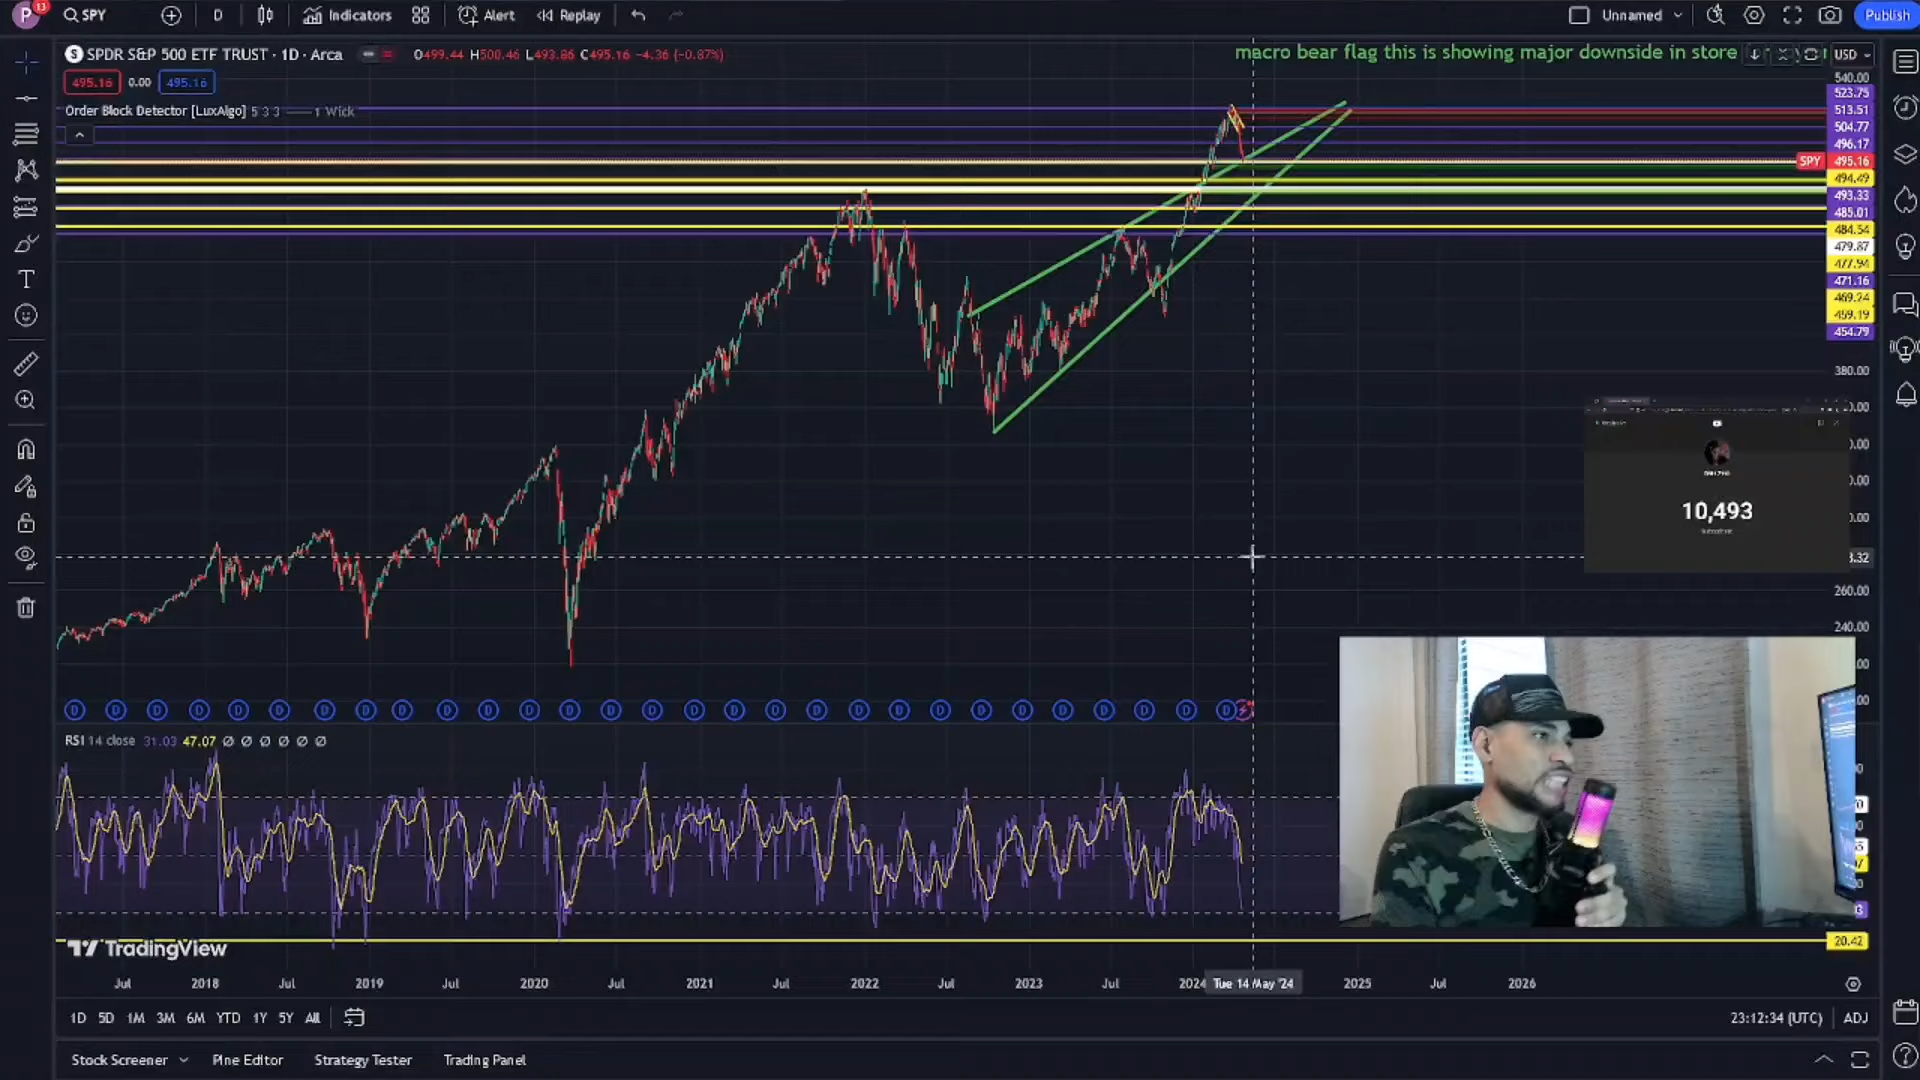 P 13 SPY D Indicators Alert Replay Unnamed Publish
SPDR S&P 500 ETF TRUST · 1D · Arca O499.44 H500.46 L493.86 C495.16 −4.36 (−0.87%)
macro bear flag this is showing major downside in store
USD
495.16 0.00 495.16
Order Block Detector [LuxAlgo] 5 3 3 1 Wick
540.00
523.75
513.51
504.77
496.17
SPY 495.16
494.49
493.33
485.01
484.54
479.87
477.94
471.16
469.24
459.19
454.79
380.00
10,493
260.00
240.00
D D D D D D D D D D D D D D D D D D D D D D D D D D D D D
RSI 14 close 31.03 47.07 Ø Ø Ø Ø Ø Ø
TradingView
20.42
Jul 2018 Jul 2019 Jul 2020 Jul 2021 Jul 2022 Jul 2023 Jul 2024 Tue 14 May '24 2025 Jul 2026
1D 5D 1M 3M 6M YTD 1Y 5Y All
23:12:34 (UTC) ADJ
Stock Screener Pine Editor Strategy Tester Trading Panel